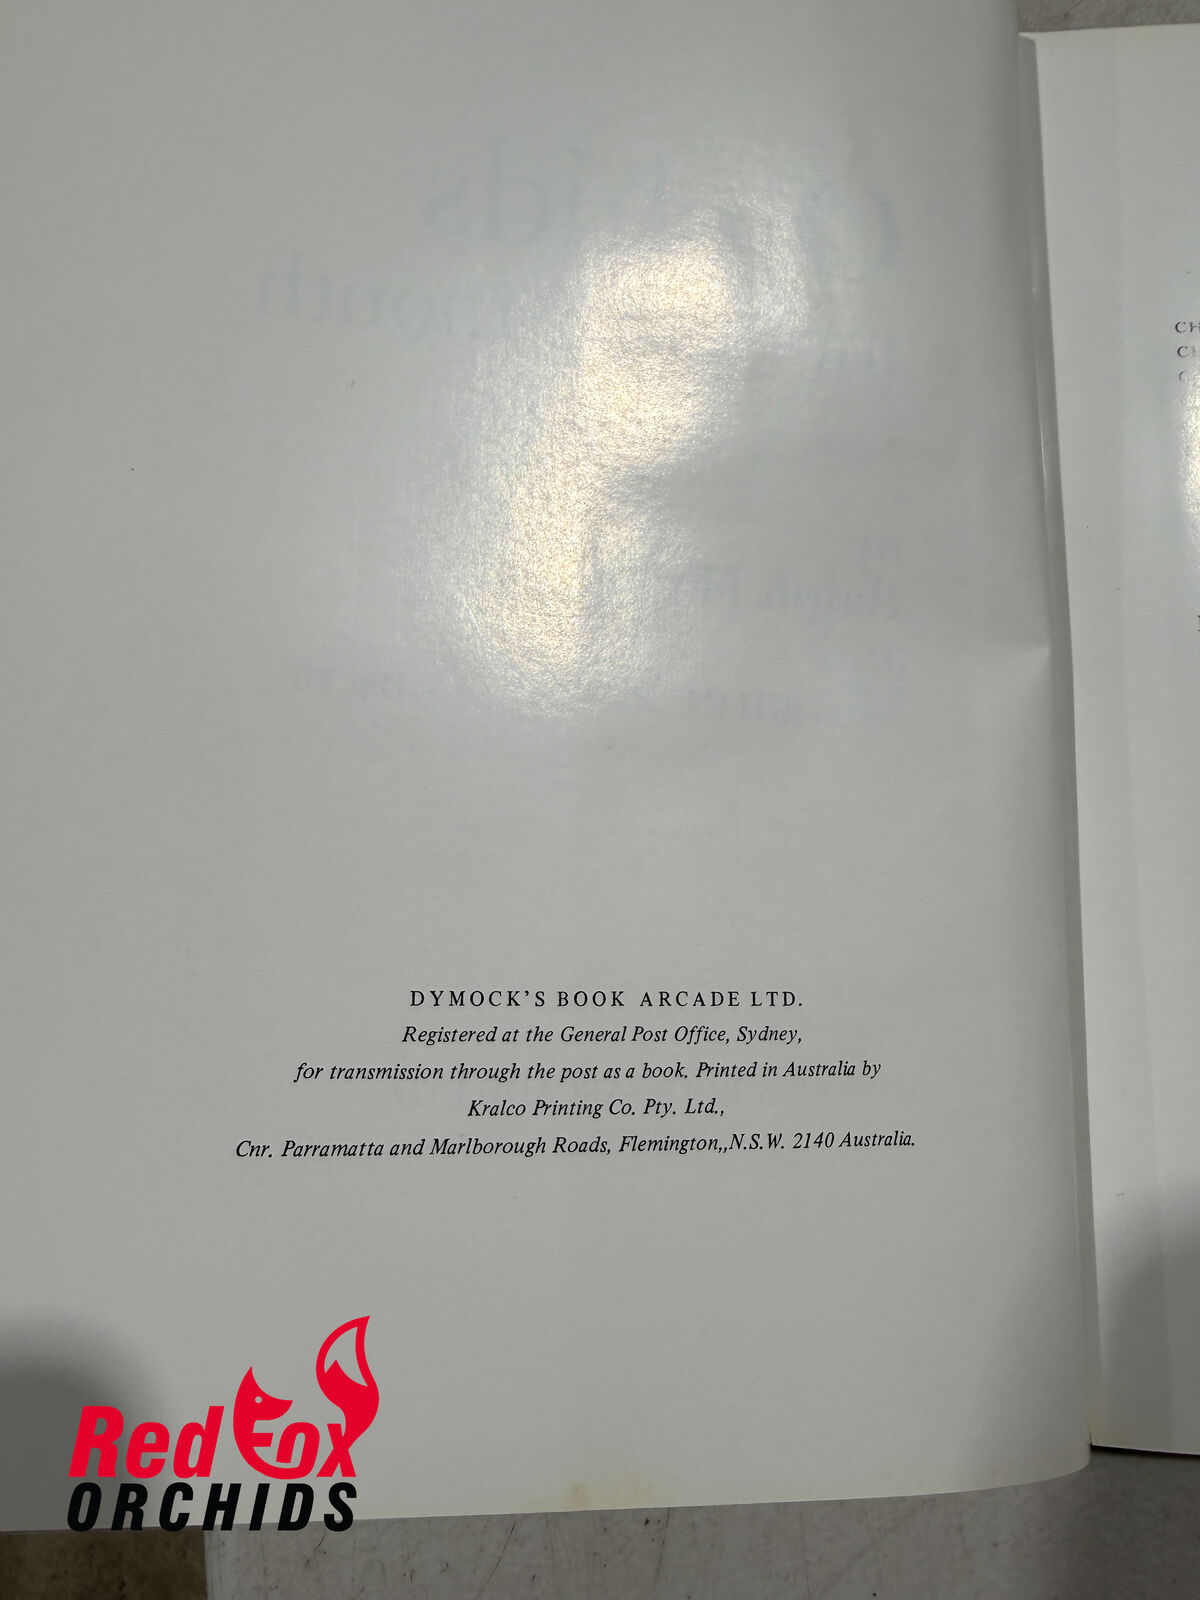 DYMOCK'S BOOK ARCADE LTD.
Registered at the General Post Office, Sydney,
for transmission through the post as a book. Printed in Australia by
Kralco Printing Co. Pty. Ltd.,
Cnr. Parramatta and Marlborough Roads, Flemington,,N.S.W. 2140 Australia.
CH
Red Fox
ORCHIDS